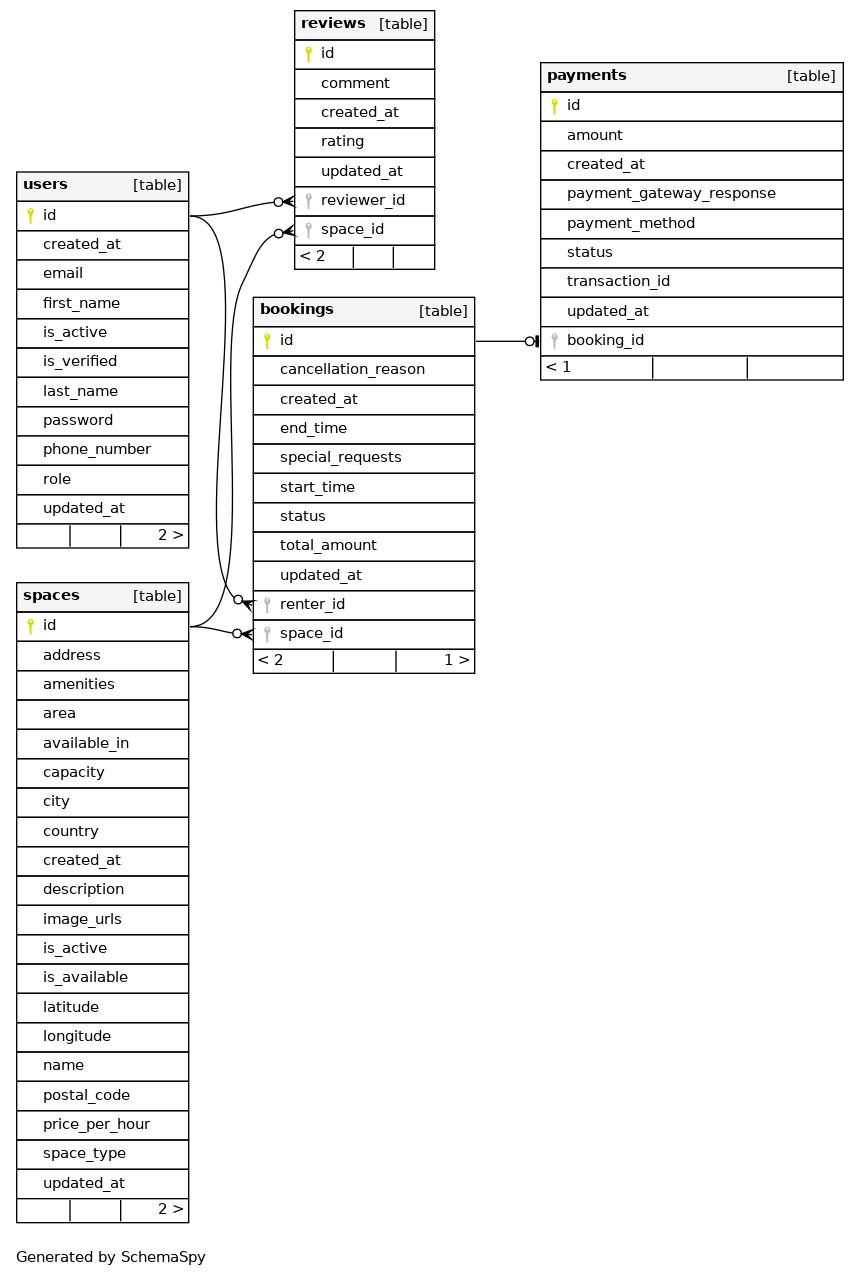 reviews [table]
id
comment
created_at
rating
updated_at
reviewer_id
space_id
< 2
payments [table]
id
amount
created_at
payment_gateway_response
payment_method
status
transaction_id
updated_at
booking_id
< 1
users [table]
id
created_at
email
first_name
is_active
is_verified
last_name
password
phone_number
role
updated_at
2 >
bookings [table]
id
cancellation_reason
created_at
end_time
special_requests
start_time
status
total_amount
updated_at
renter_id
space_id
< 2 1 >
spaces [table]
id
address
amenities
area
available_in
capacity
city
country
created_at
description
image_urls
is_active
is_available
latitude
longitude
name
postal_code
price_per_hour
space_type
updated_at
2 >
Generated by SchemaSpy